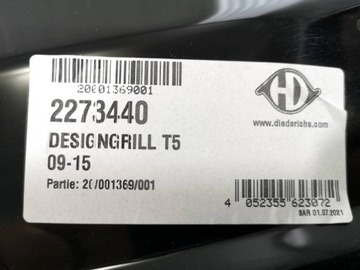 20001369001
2273440
HD
www.diederichs.com
DESIGNGRILL T5
09-15
Partie: 20/001369/001
4 052355 623072
BAR 01.07.2021